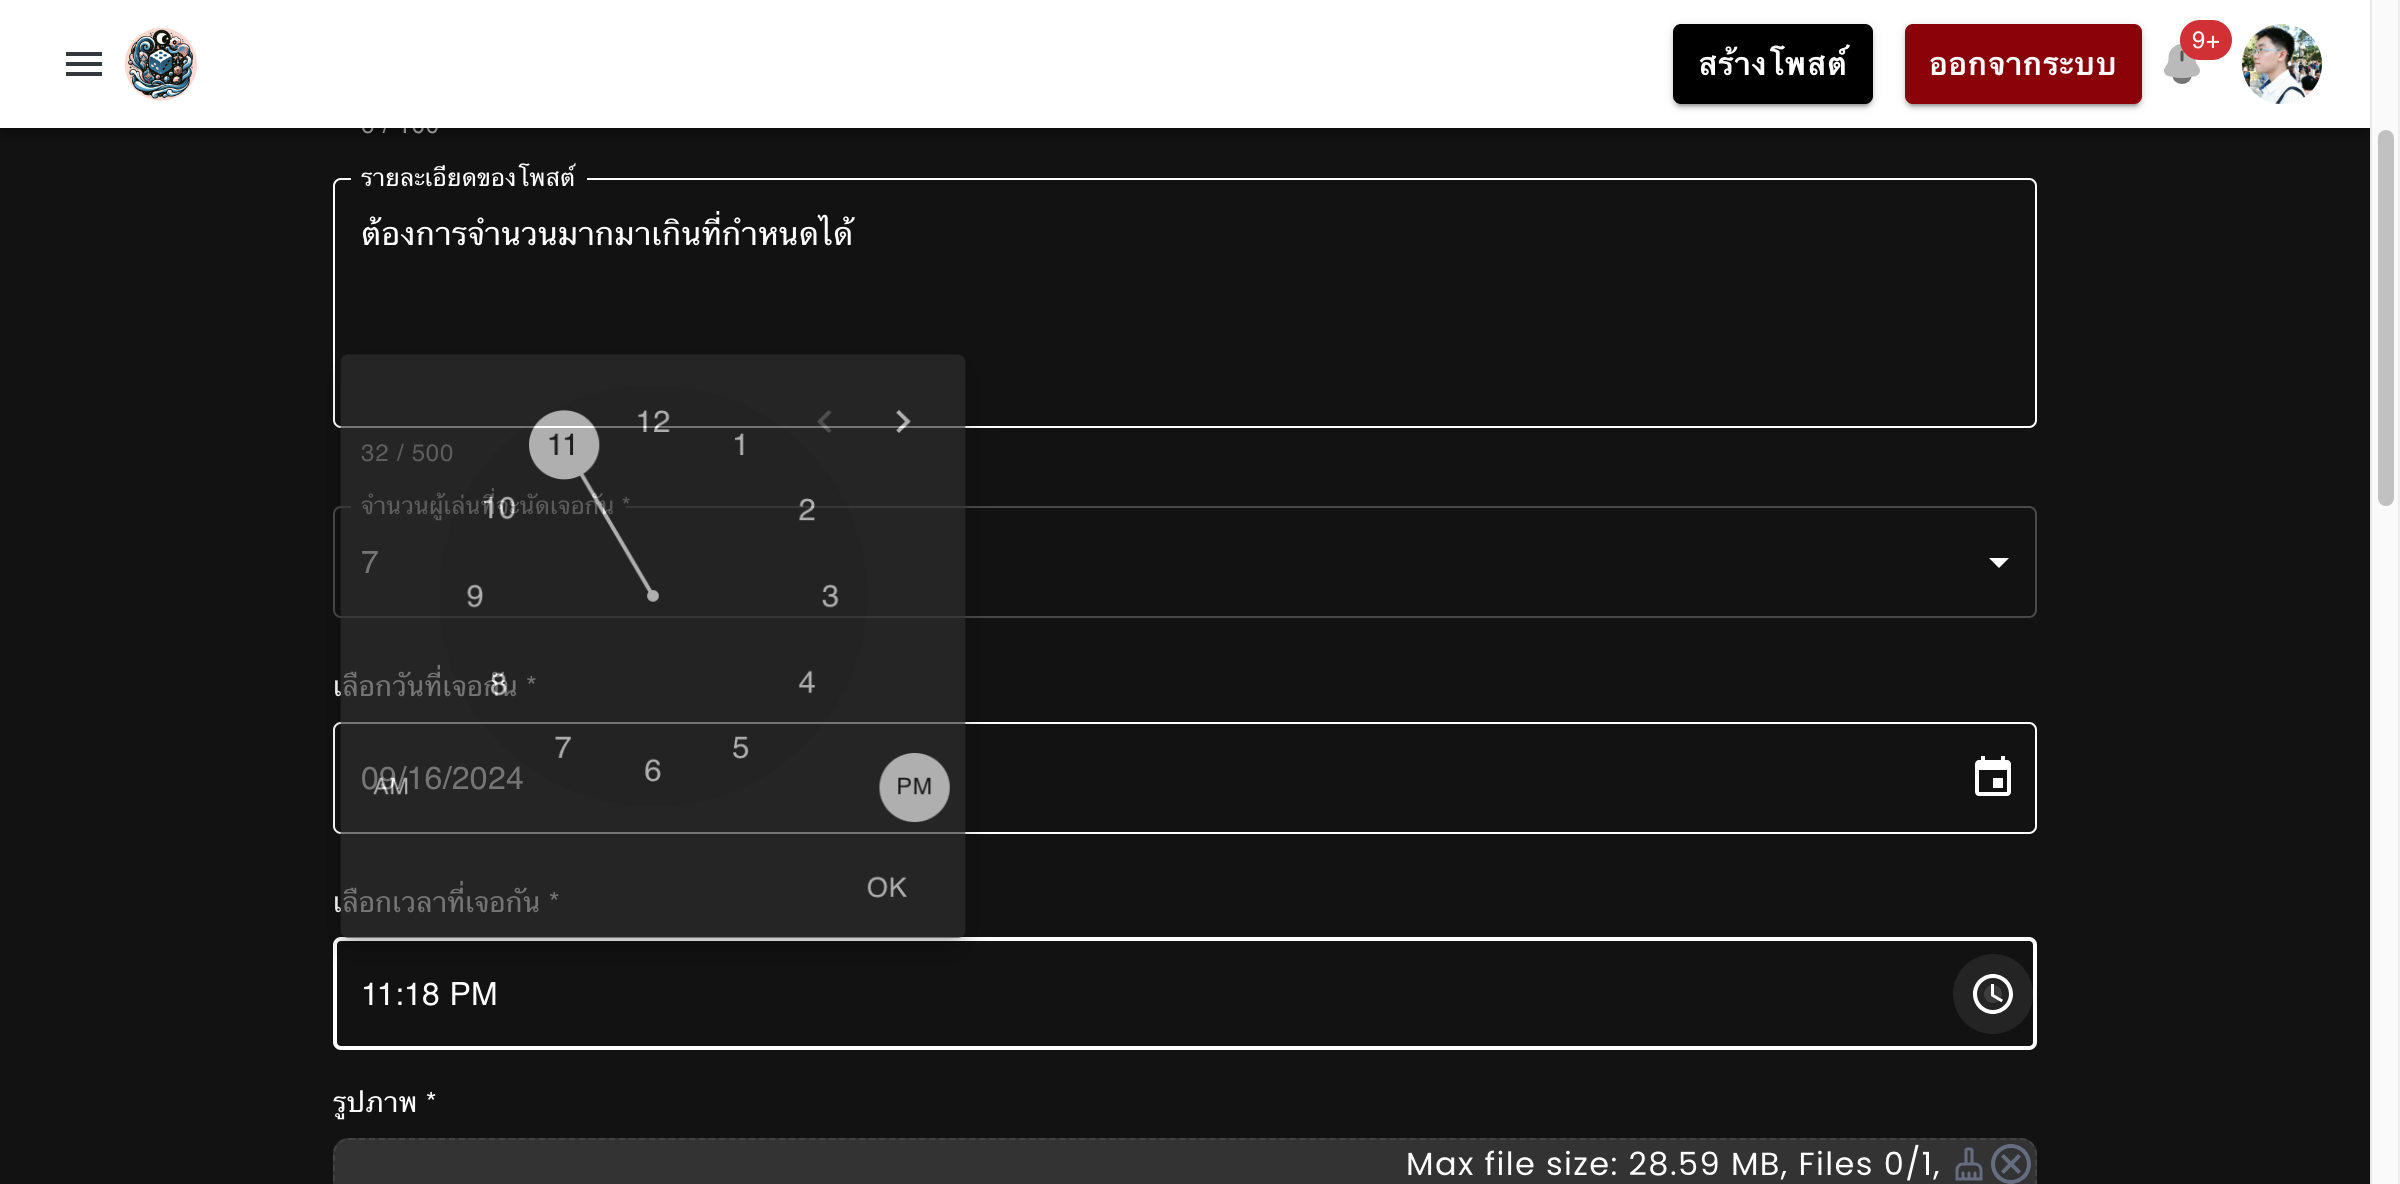 สร้างโพสต์
ออกจากระบบ
9+
รายละเอียดของโพสต์
ต้องการจำนวนมากมาเกินที่กำหนดได้
32 / 500
จำนวนผู้เล่นที่จะนัดเจอกัน *
7
12
11
1
10
2
9
3
8
4
7
5
6
AM
PM
OK
เลือกวันที่เจอกัน *
09/16/2024
เลือกเวลาที่เจอกัน *
11:18 PM
รูปภาพ *
Max file size: 28.59 MB, Files 0/1,